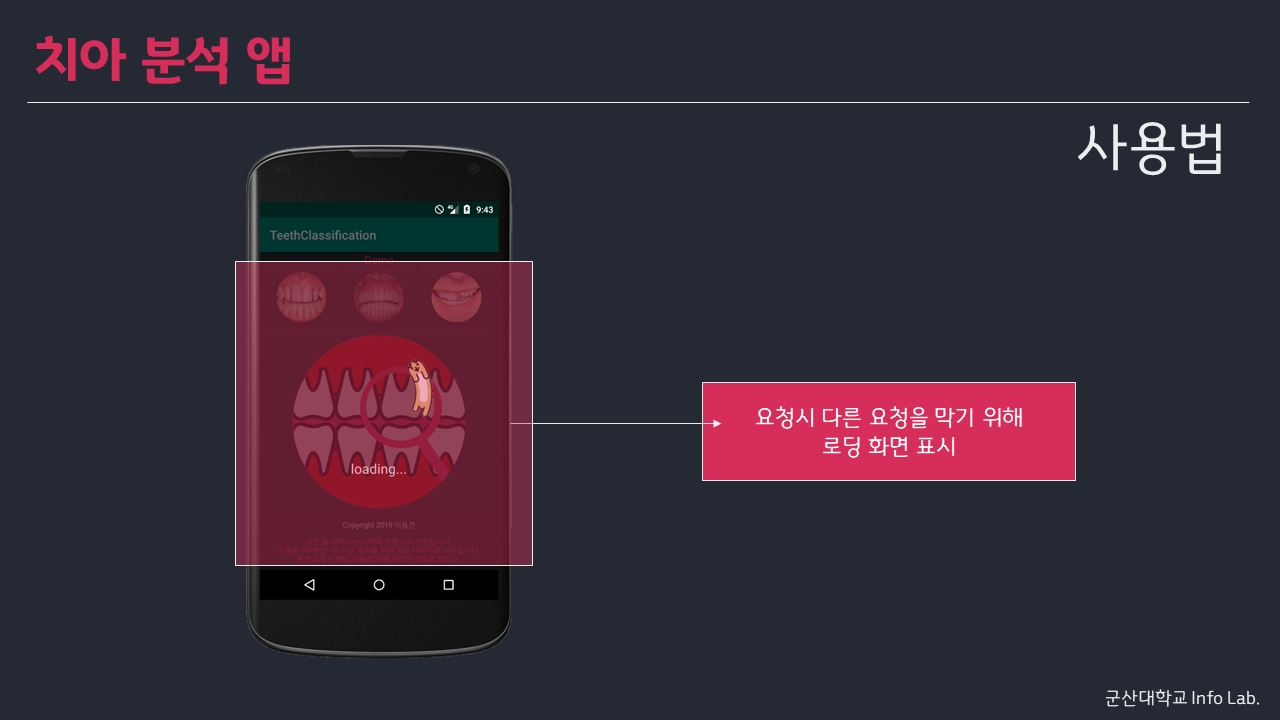 치아 분석 앱
사용법
9:43
TeethClassification
Demo
loading...
Copyright 2019 이동건
요청시 다른 요청을 막기 위해
로딩 화면 표시
군산대학교 Info Lab.